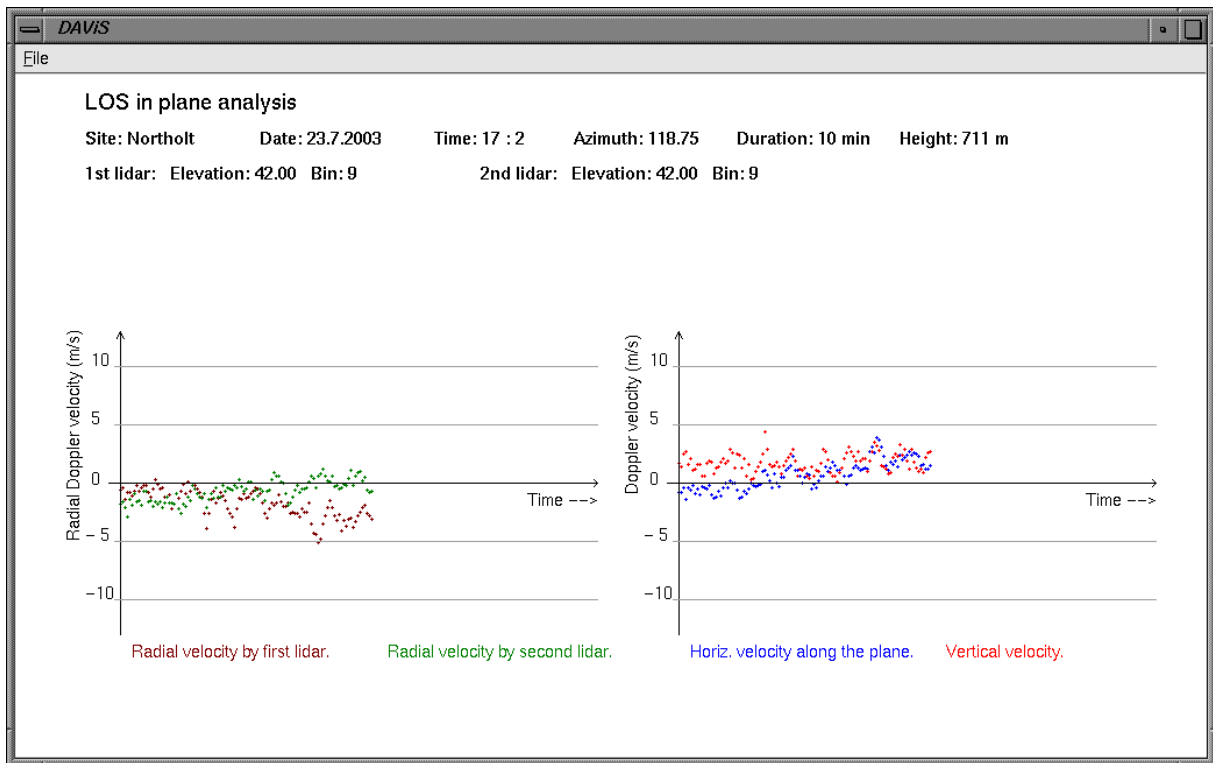 DAViS
File
LOS in plane analysis
Site: Northolt Date: 23.7.2003 Time: 17 : 2 Azimuth: 118.75 Duration: 10 min Height: 711 m
1st lidar: Elevation: 42.00 Bin: 9 2nd lidar: Elevation: 42.00 Bin: 9
Radial Doppler velocity (m/s)
10
5
0
– 5
–10
Time -->
Radial velocity by first lidar. Radial velocity by second lidar.
Doppler velocity (m/s)
10
5
0
– 5
–10
Time -->
Horiz. velocity along the plane. Vertical velocity.